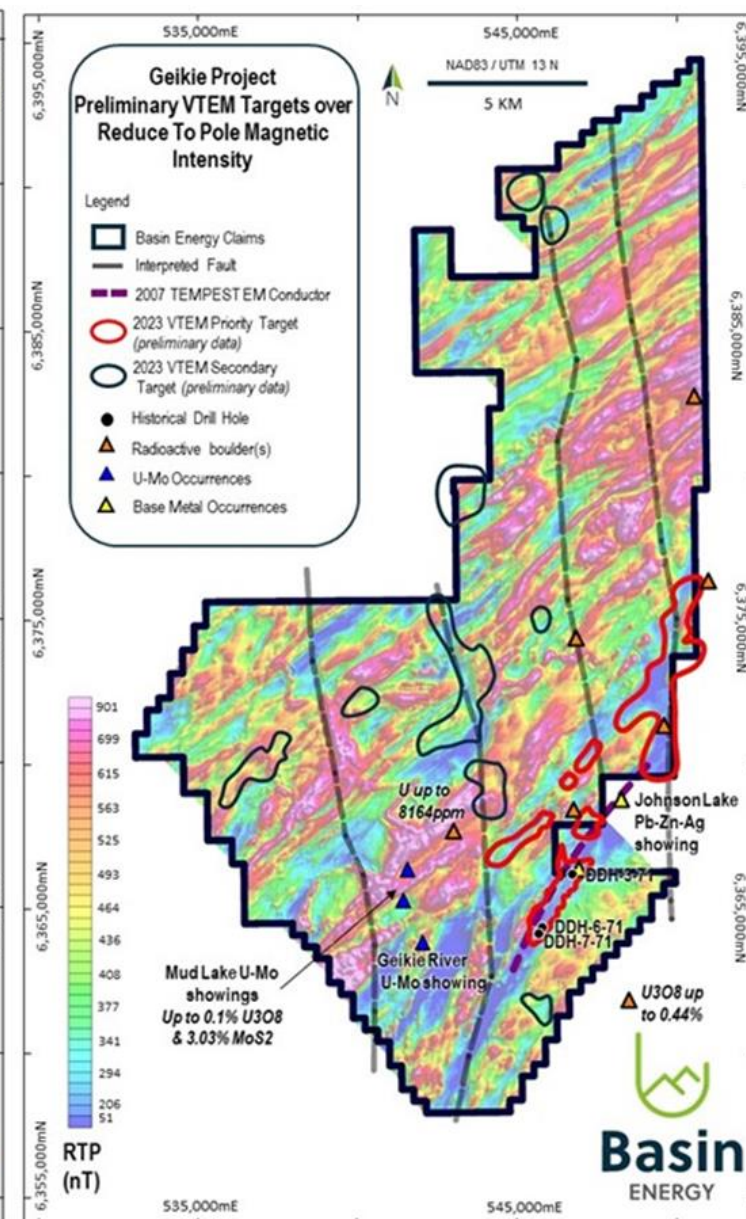 535,000mE
545,000mE
6,395,000mN
6,395,000mN
Geikie Project
Preliminary VTEM Targets over
Reduce To Pole Magnetic
Intensity
N
NAD83 / UTM 13 N
5 KM
Legend
Basin Energy Claims
Interpreted Fault
2007 TEMPEST EM Conductor
2023 VTEM Priority Target
(preliminary data)
2023 VTEM Secondary
Target (preliminary data)
Historical Drill Hole
Radioactive boulder(s)
U-Mo Occurrences
Base Metal Occurrences
6,385,000mN
6,385,000mN
6,375,000mN
6,375,000mN
901
699
615
563
525
493
464
436
408
377
341
294
206
51
RTP
(nT)
U up to
8164ppm
Johnson Lake
Pb-Zn-Ag
showing
DDH-3-71
DDH-6-71
DDH-7-71
6,365,000mN
6,365,000mN
Geikie River
U-Mo showing
Mud Lake U-Mo
showings
Up to 0.1% U3O8
& 3.03% MoS2
U3O8 up
to 0.44%
Basin
ENERGY
6,355,000mN
535,000mE
545,000mE